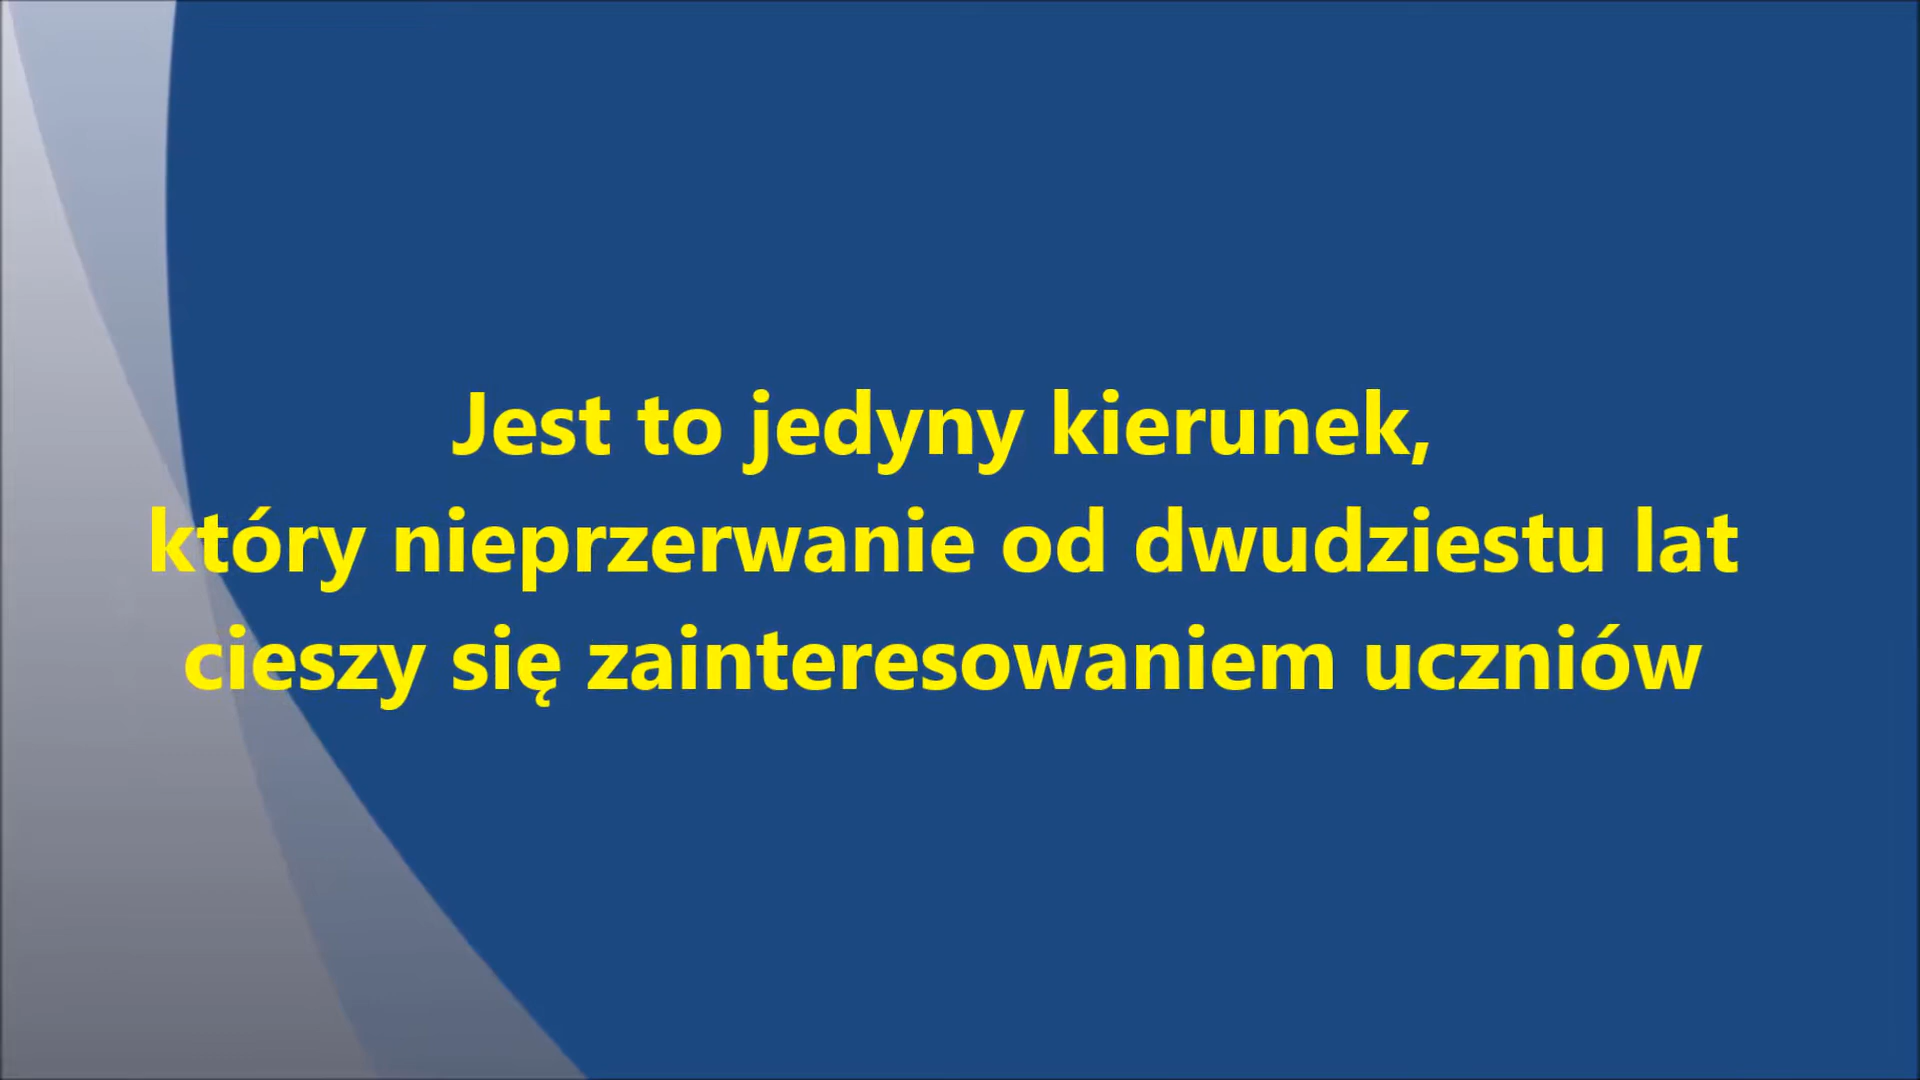 Jest to jedyny kierunek,
który nieprzerwanie od dwudziestu lat
cieszy się zainteresowaniem uczniów